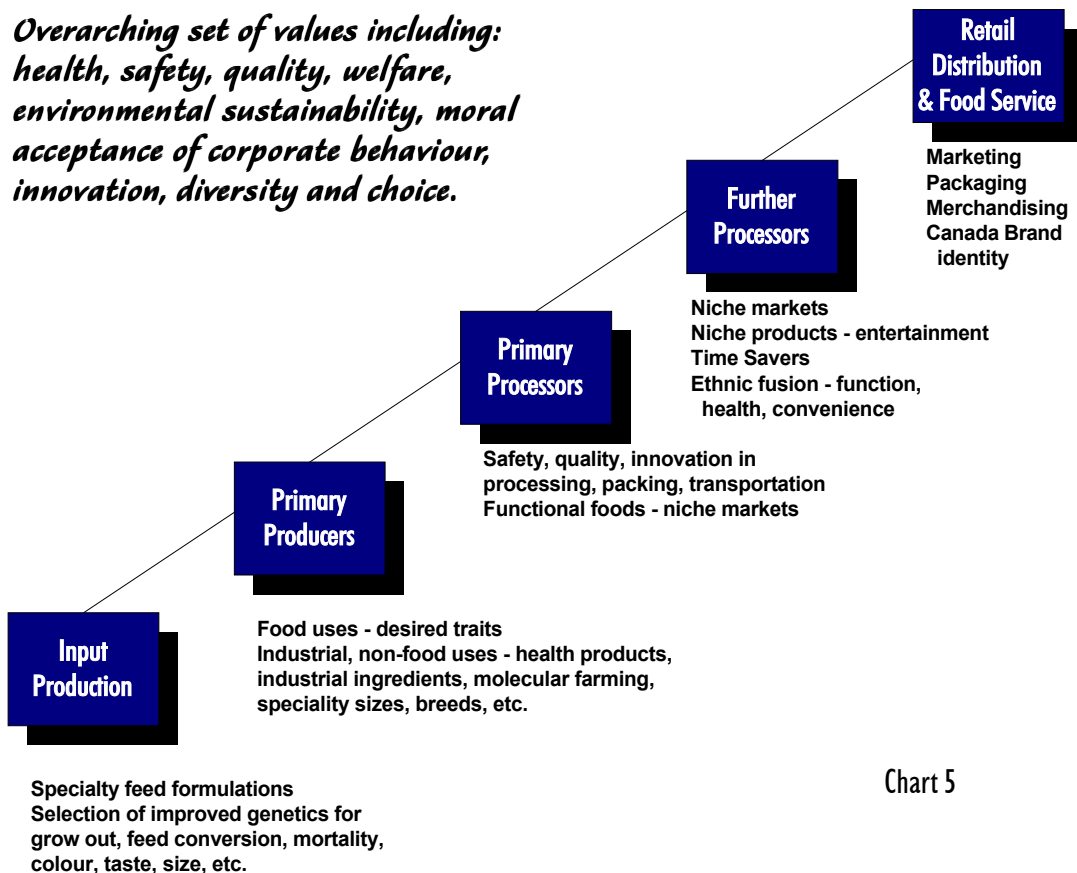 Overarching set of values including:
health, safety, quality, welfare,
environmental sustainability, moral
acceptance of corporate behaviour,
innovation, diversity and choice.
Retail
Distribution
& Food Service
Marketing
Packaging
Merchandising
Canada Brand
identity
Further
Processors
Niche markets
Niche products - entertainment
Time Savers
Ethnic fusion - function,
health, convenience
Primary
Processors
Safety, quality, innovation in
processing, packing, transportation
Functional foods - niche markets
Primary
Producers
Food uses - desired traits
Industrial, non-food uses - health products,
industrial ingredients, molecular farming,
speciality sizes, breeds, etc.
Input
Production
Specialty feed formulations
Selection of improved genetics for
grow out, feed conversion, mortality,
colour, taste, size, etc.
Chart 5